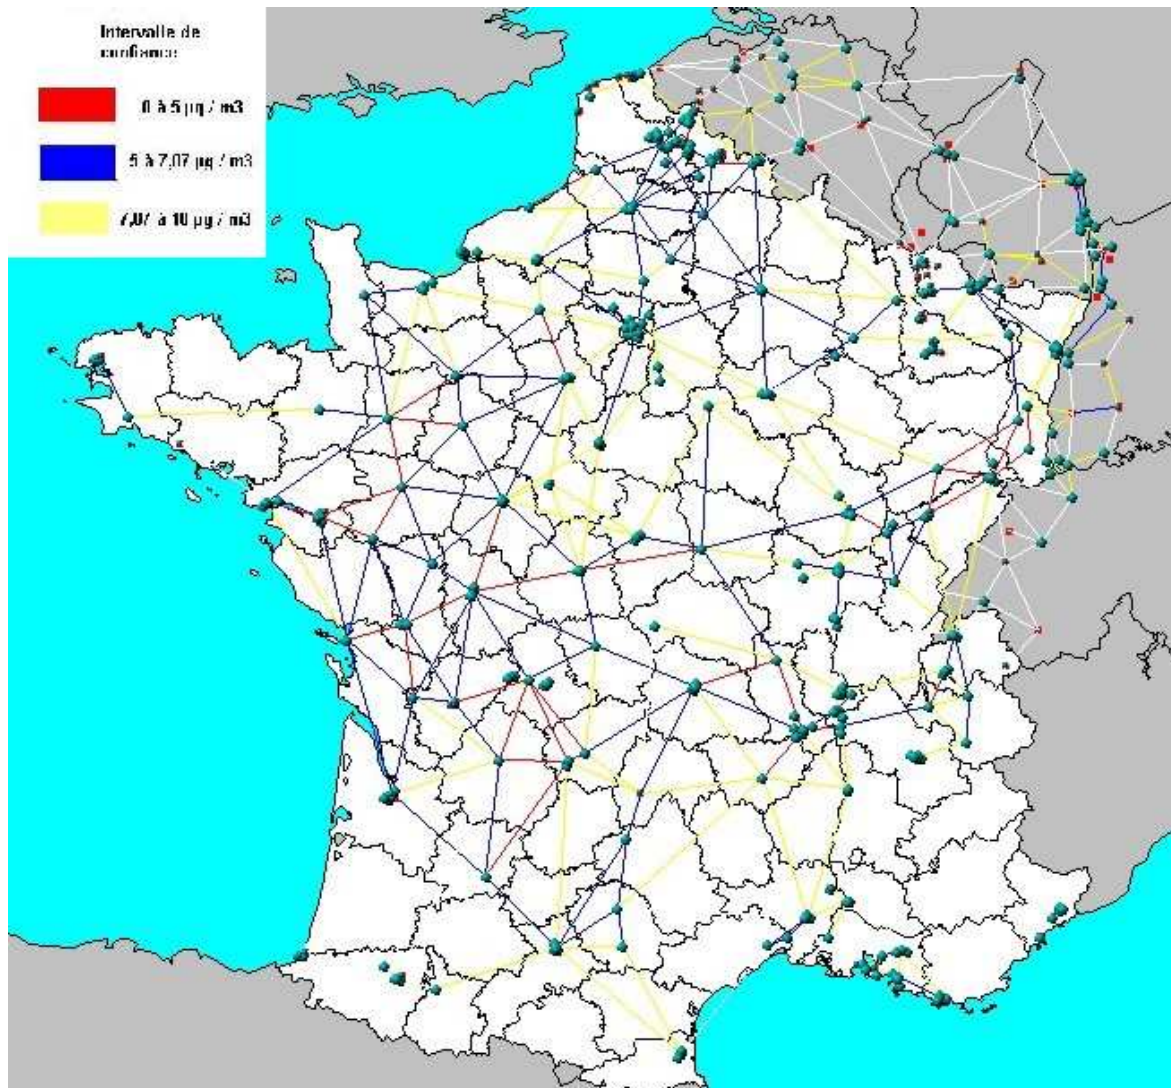 Intervalle de
confiance
0 à 5 µg / m3
5 à 7,07 µg / m3
7,07 à 10 µg / m3